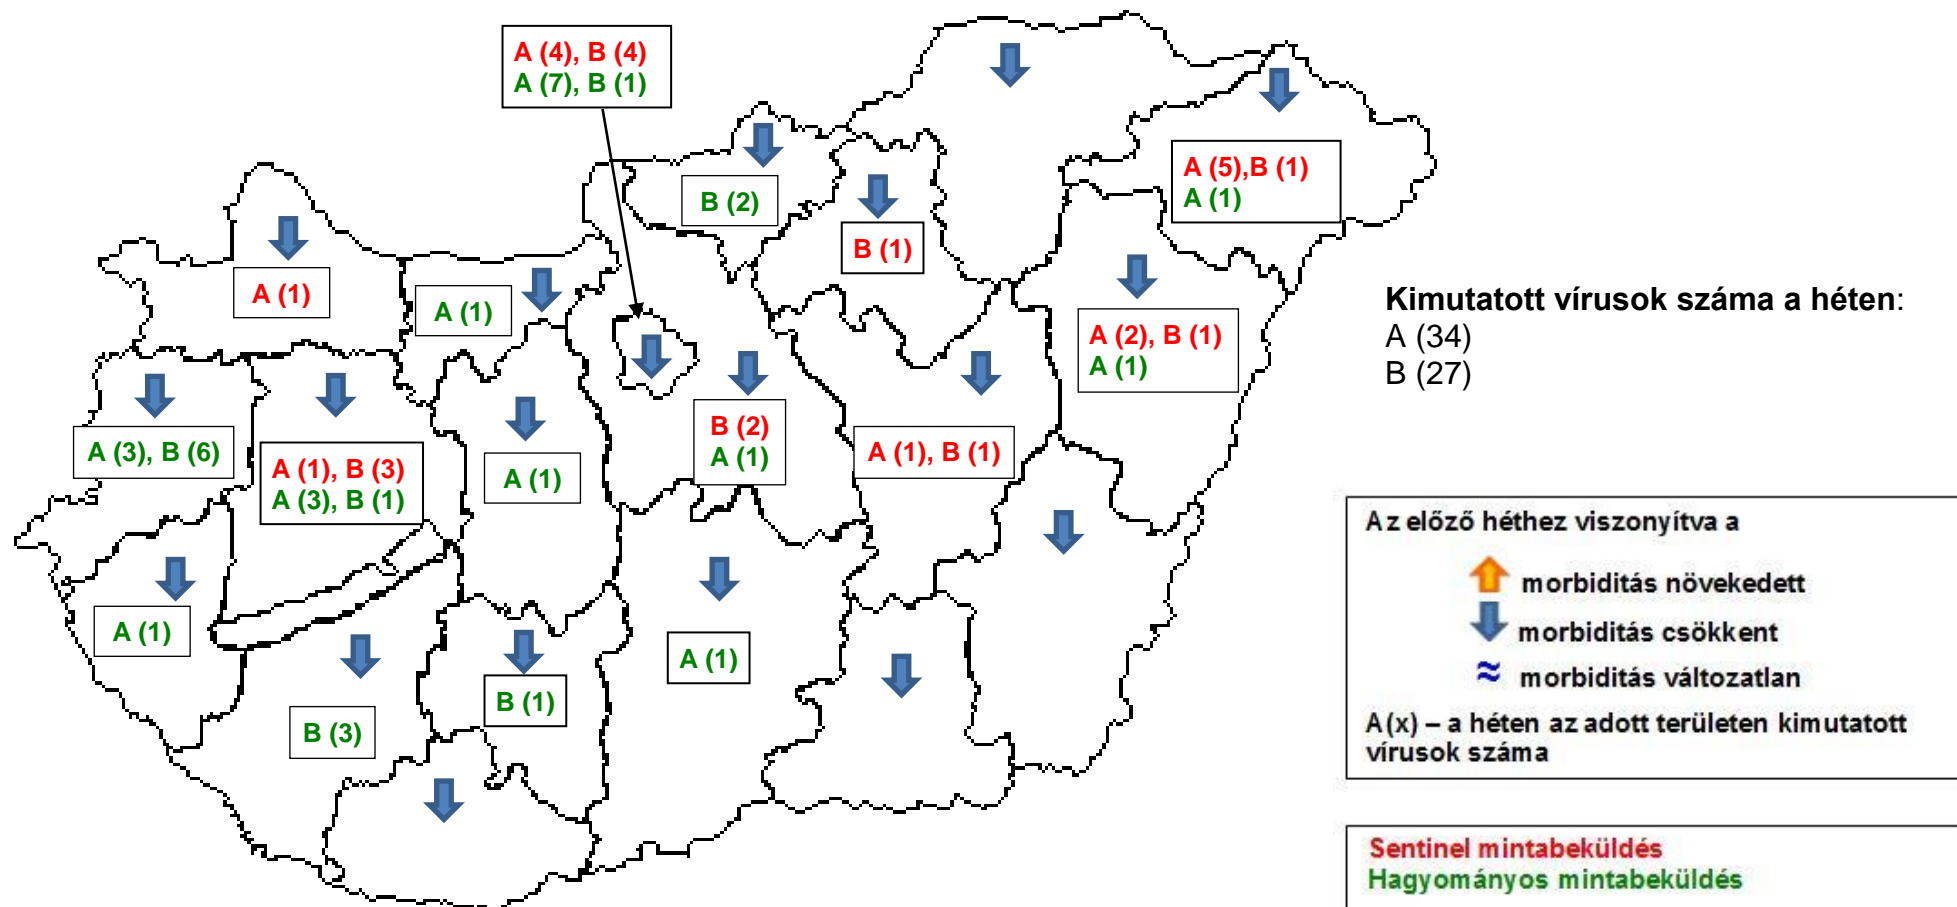 A (4), B (4)
A (7), B (1)
A (5),B (1)
A (1)
B (2)
B (1)
A (1)
A (1)
A (2), B (1)
A (1)
Kimutatott vírusok száma a héten:
A (34)
B (27)
A (3), B (6)
A (1), B (3)
A (3), B (1)
A (1)
B (2)
A (1)
A (1), B (1)
A (1)
A (1)
B (1)
B (3)
Az előző héthez viszonyítva a
morbiditás növekedett
morbiditás csökkent
≈ morbiditás változatlan
A(x) – a héten az adott területen kimutatott
vírusok száma
Sentinel mintabeküldés
Hagyományos mintabeküldés